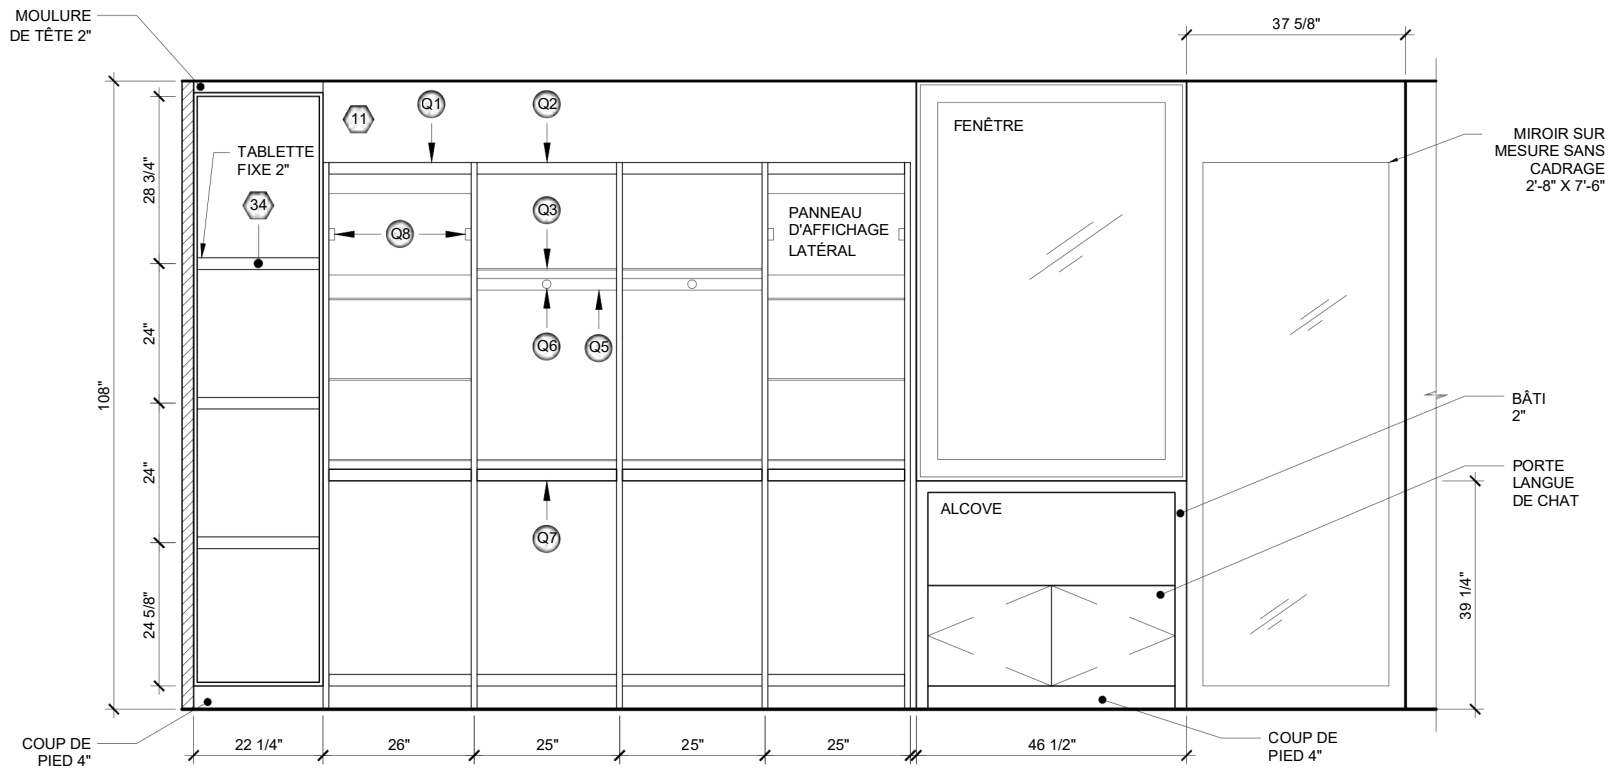 MOULURE
DE TÊTE 2"
37 5/8"
Q1
Q2
11
FENÊTRE
MIROIR SUR
MESURE SANS
CADRAGE
2'-8" X 7'-6"
TABLETTE
FIXE 2"
28 3/4"
34
Q3
PANNEAU
D'AFFICHAGE
LATÉRAL
Q8
24"
Q6
Q5
108"
BÂTI
2"
24"
PORTE
LANGUE
DE CHAT
ALCOVE
Q7
24 5/8"
39 1/4"
COUP DE
PIED 4"
22 1/4"
26"
25"
25"
25"
46 1/2"
COUP DE
PIED 4"